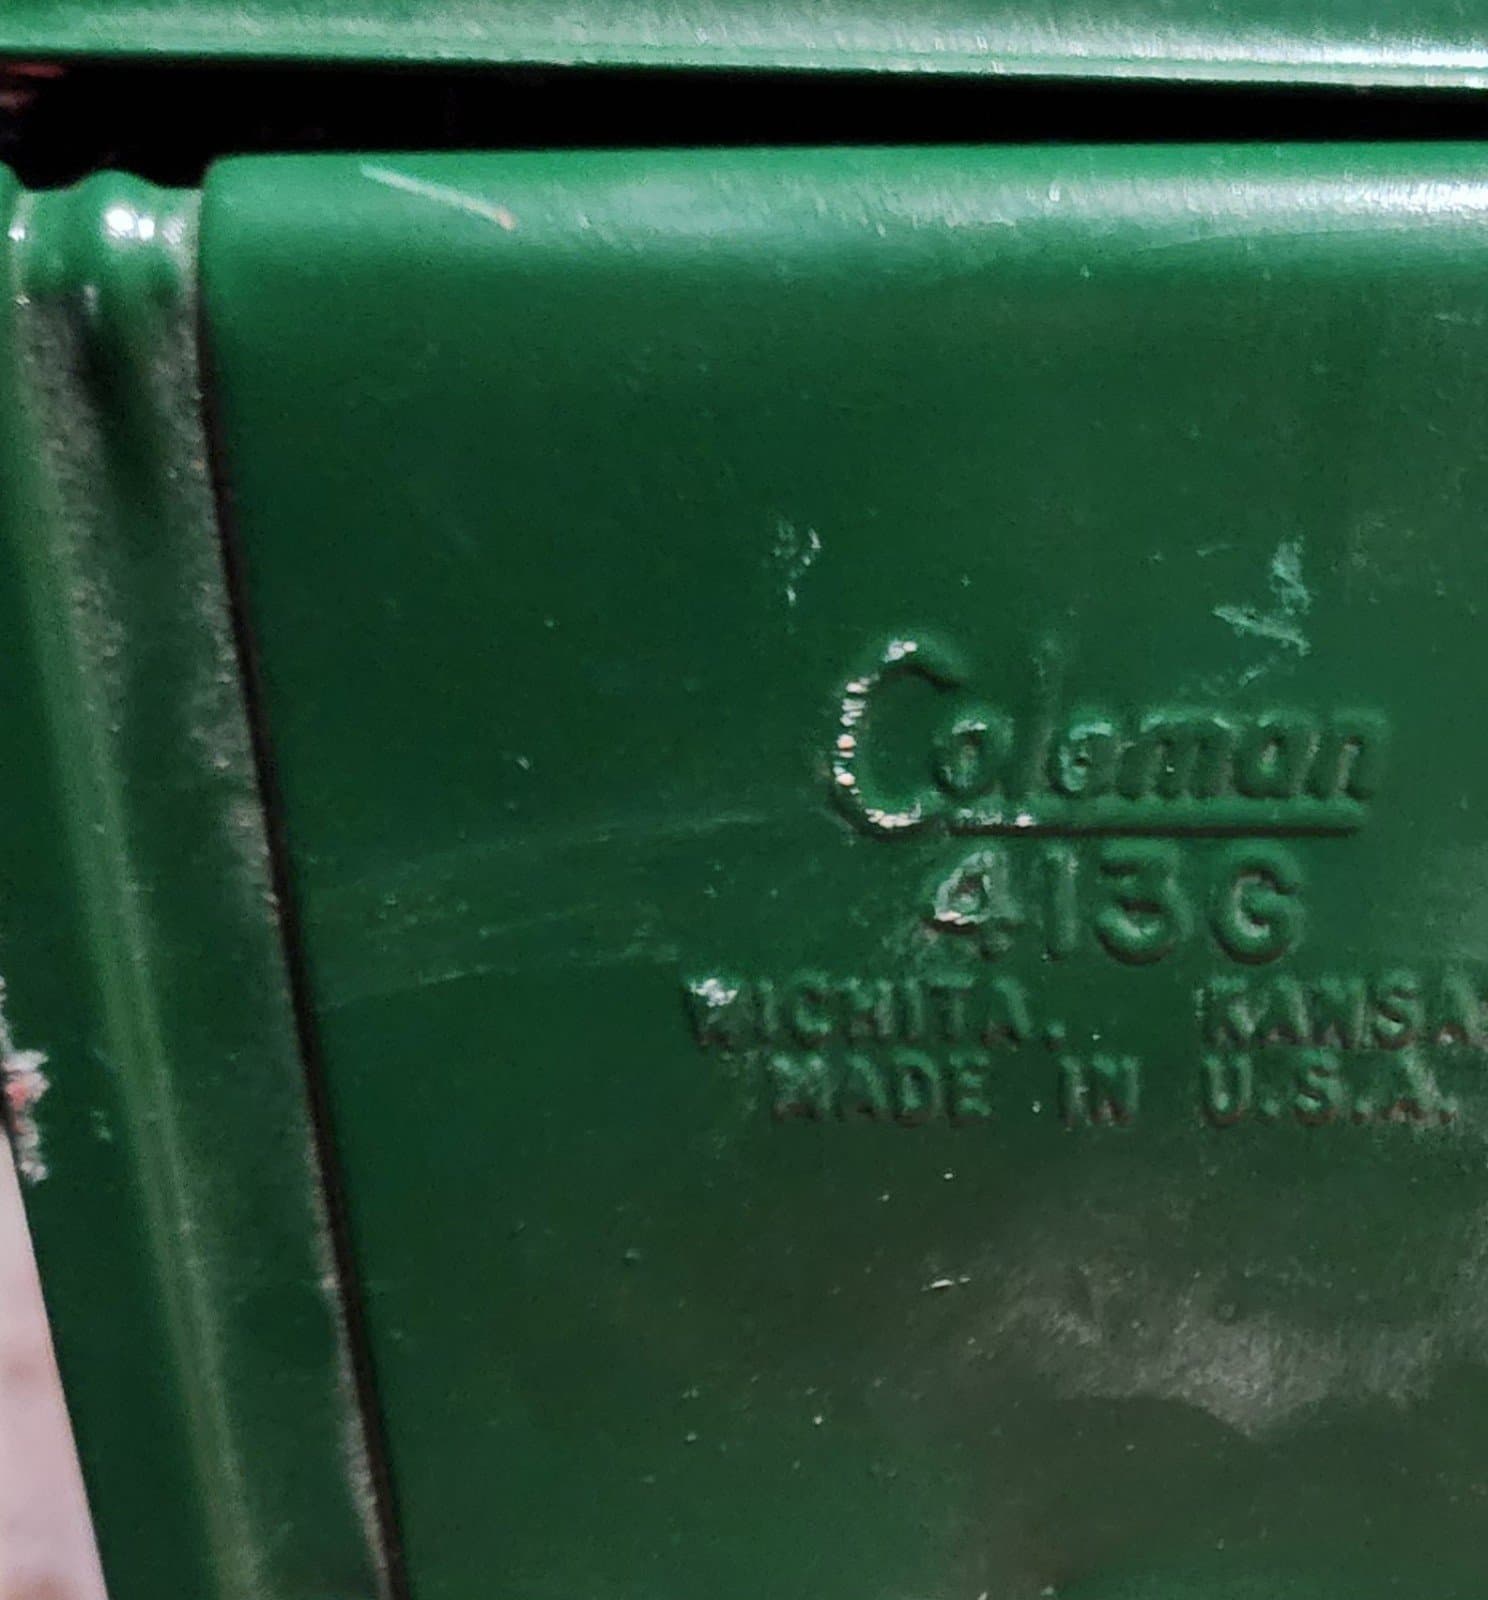 Coleman
413G
WICHITA. KANSA
MADE IN U.S.A.